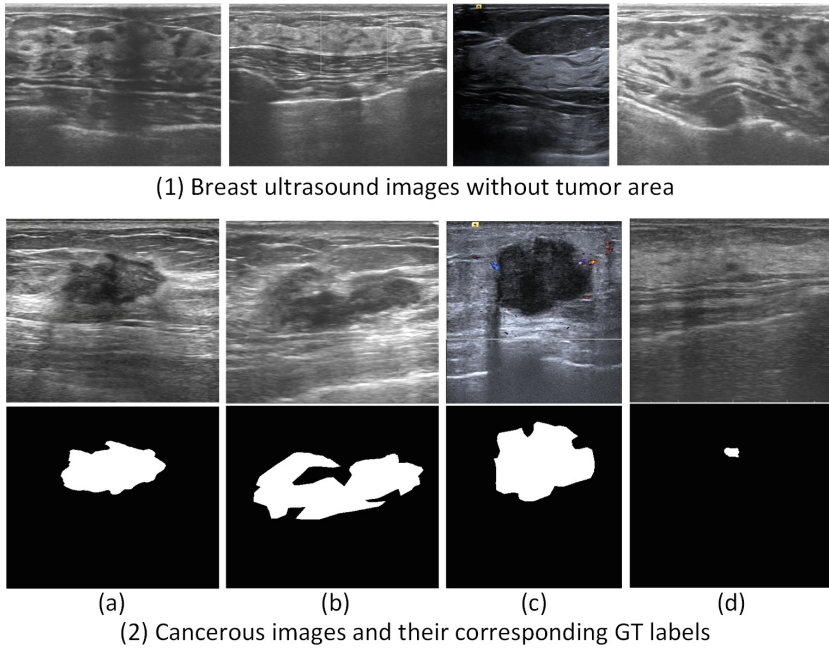 (1) Breast ultrasound images without tumor area
(a) (b) (c) (d)
(2) Cancerous images and their corresponding GT labels